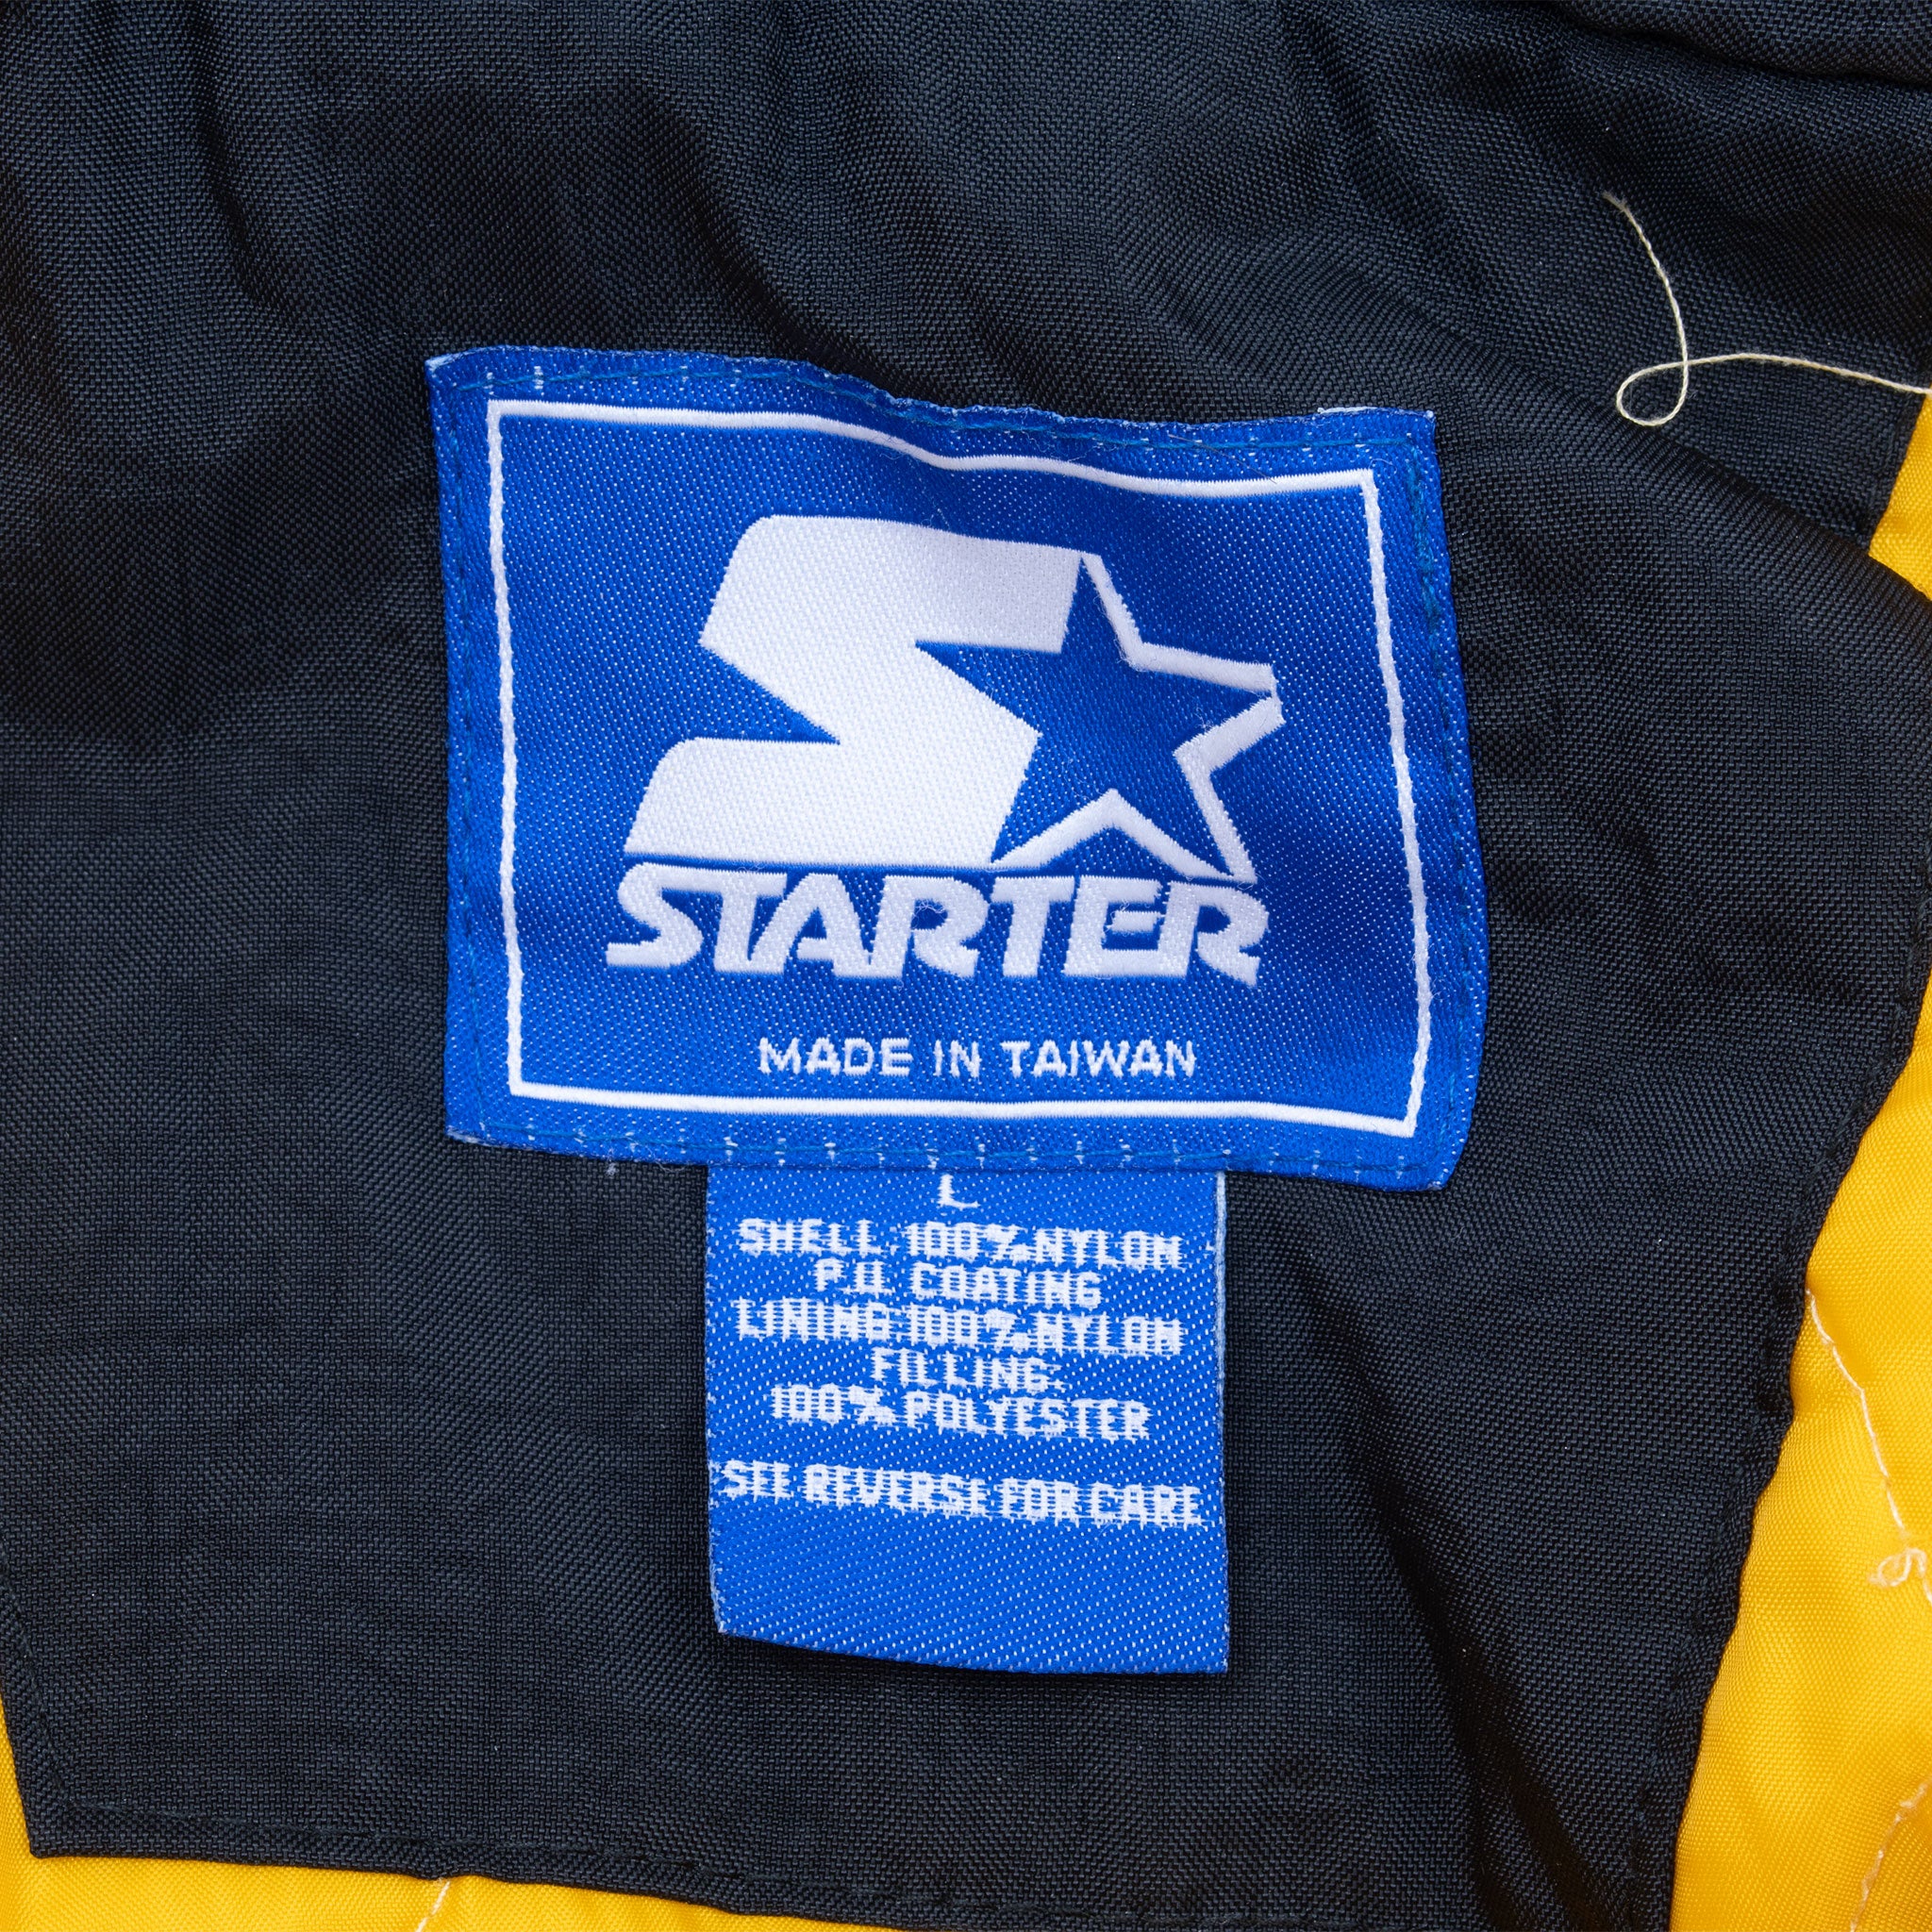 STARTER
MADE IN TAIWAN
L
SHELL: 100% NYLON
P.U. COATING
LINING: 100% NYLON
FILLING:
100% POLYESTER
SEE REVERSE FOR CARE